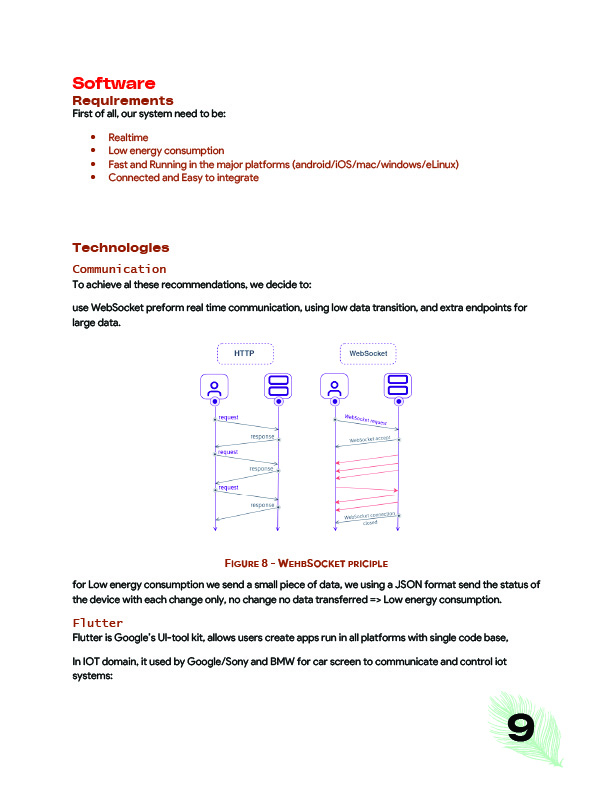 Software
Requirements
First of all, our system need to be:
• Realtime
• Low energy consumption
• Fast and Running in the major platforms (android/iOS/mac/windows/eLinux)
• Connected and Easy to integrate
Technologies
Communication
To achieve al these recommendations, we decide to:
use WebSocket preform real time communication, using low data transition, and extra endpoints for
large data.
HTTP
request
response
request
response
request
response
WebSocket
WebSocket request
WebSocket accept
WebSocket connection
closed
Figure 8 - WehbSocket priciple
for Low energy consumption we send a small piece of data, we using a JSON format send the status of
the device with each change only, no change no data transferred => Low energy consumption.
Flutter
Flutter is Google's UI-tool kit, allows users create apps run in all platforms with single code base,
In IOT domain, it used by Google/Sony and BMW for car screen to communicate and control iot
systems:
9